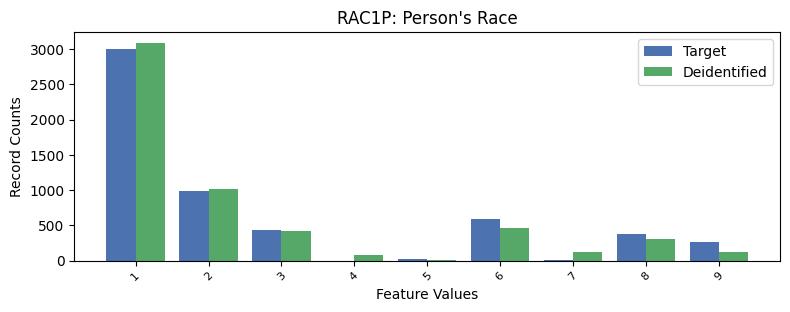 RAC1P: Person's Race
Target
Deidentified
Record Counts
3000
2500
2000
1500
1000
500
0
1 2 3 4 5 6 7 8 9
Feature Values